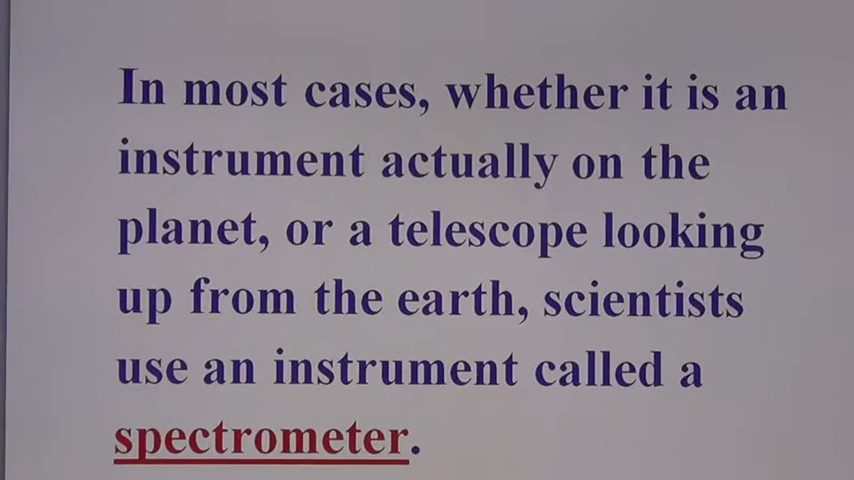 In most cases, whether it is an
instrument actually on the
planet, or a telescope looking
up from the earth, scientists
use an instrument called a
spectrometer.